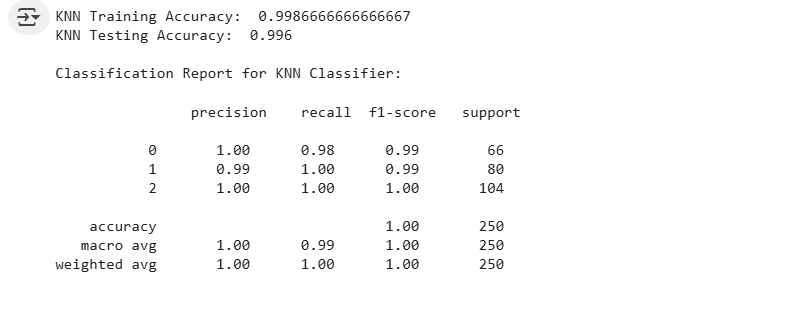 KNN Training Accuracy:  0.9986666666666667
KNN Testing Accuracy:  0.996
Classification Report for KNN Classifier:
precision    recall  f1-score   support
0       1.00      0.98      0.99        66
1       0.99      1.00      0.99        80
2       1.00      1.00      1.00       104
accuracy                           1.00       250
macro avg       1.00      0.99      1.00       250
weighted avg       1.00      1.00      1.00       250